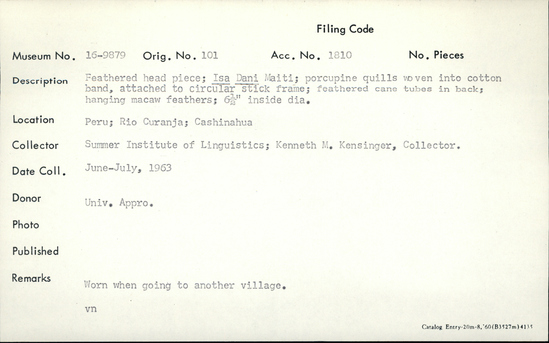 Filing Code
Museum No. 16-9879 Orig. No. 101 Acc. No. 1810 No. Pieces
Description Feathered head piece; Isa Dani Maiti; porcupine quills woven into cotton
band, attached to circular stick frame; feathered cane tubes in back;
hanging macaw feathers; 6½" inside dia.
Location Peru; Rio Curanja; Cashinahua
Collector Summer Institute of Linguistics; Kenneth M. Kensinger, Collector.
Date Coll. June-July, 1963
Donor Univ. Appro.
Photo
Published
Remarks Worn when going to another village.
vn
Catalog Entry-20m-8,'60